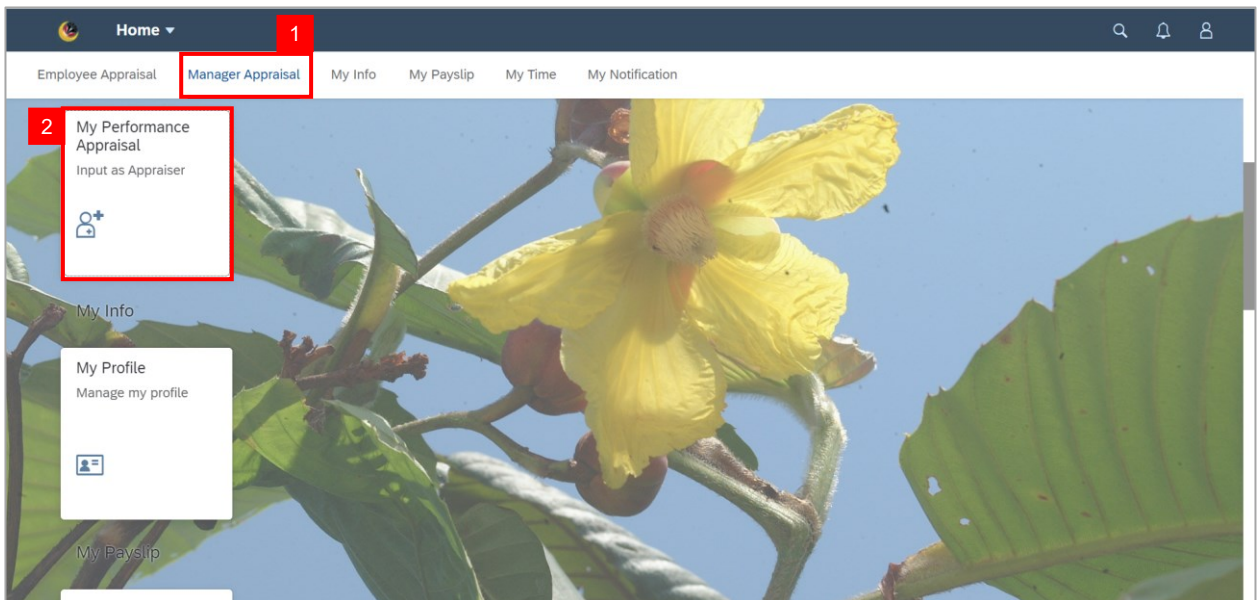 Home
1
Employee Appraisal Manager Appraisal My Info My Payslip My Time My Notification
2
My Performance
Appraisal
Input as Appraiser
My Info
My Profile
Manage my profile
My Payslip